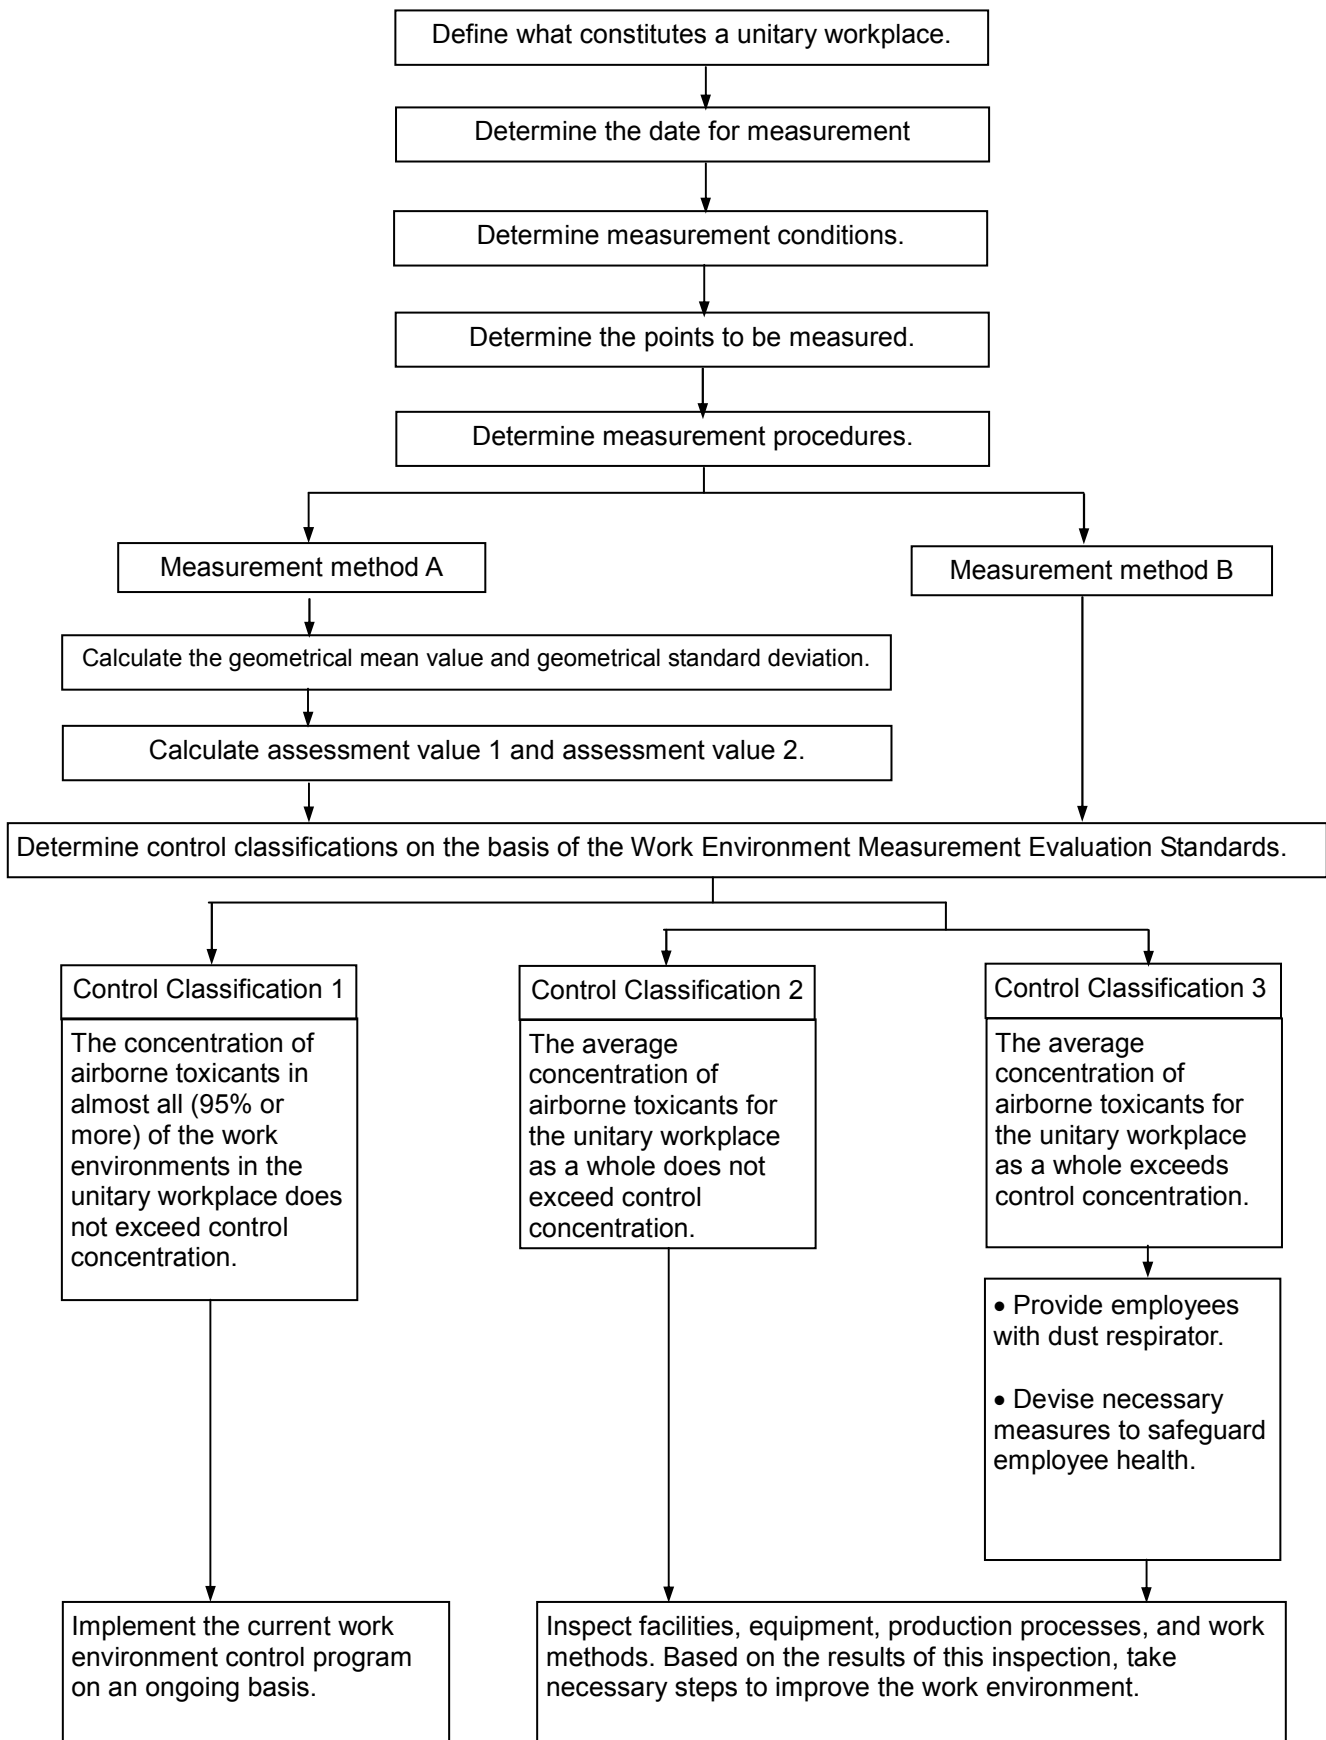 Define what constitutes a unitary workplace.
Determine the date for measurement
Determine measurement conditions.
Determine the points to be measured.
Determine measurement procedures.
Measurement method A
Measurement method B
Calculate the geometrical mean value and geometrical standard deviation.
Calculate assessment value 1 and assessment value 2.
Determine control classifications on the basis of the Work Environment Measurement Evaluation Standards.
Control Classification 1
The concentration of
airborne toxicants in
almost all (95% or
more) of the work
environments in the
unitary workplace does
not exceed control
concentration.
Control Classification 2
The average
concentration of
airborne toxicants for
the unitary workplace
as a whole does not
exceed control
concentration.
Control Classification 3
The average
concentration of
airborne toxicants for
the unitary workplace
as a whole exceeds
control concentration.
• Provide employees
with dust respirator.
• Devise necessary
measures to safeguard
employee health.
Implement the current work
environment control program
on an ongoing basis.
Inspect facilities, equipment, production processes, and work
methods. Based on the results of this inspection, take
necessary steps to improve the work environment.